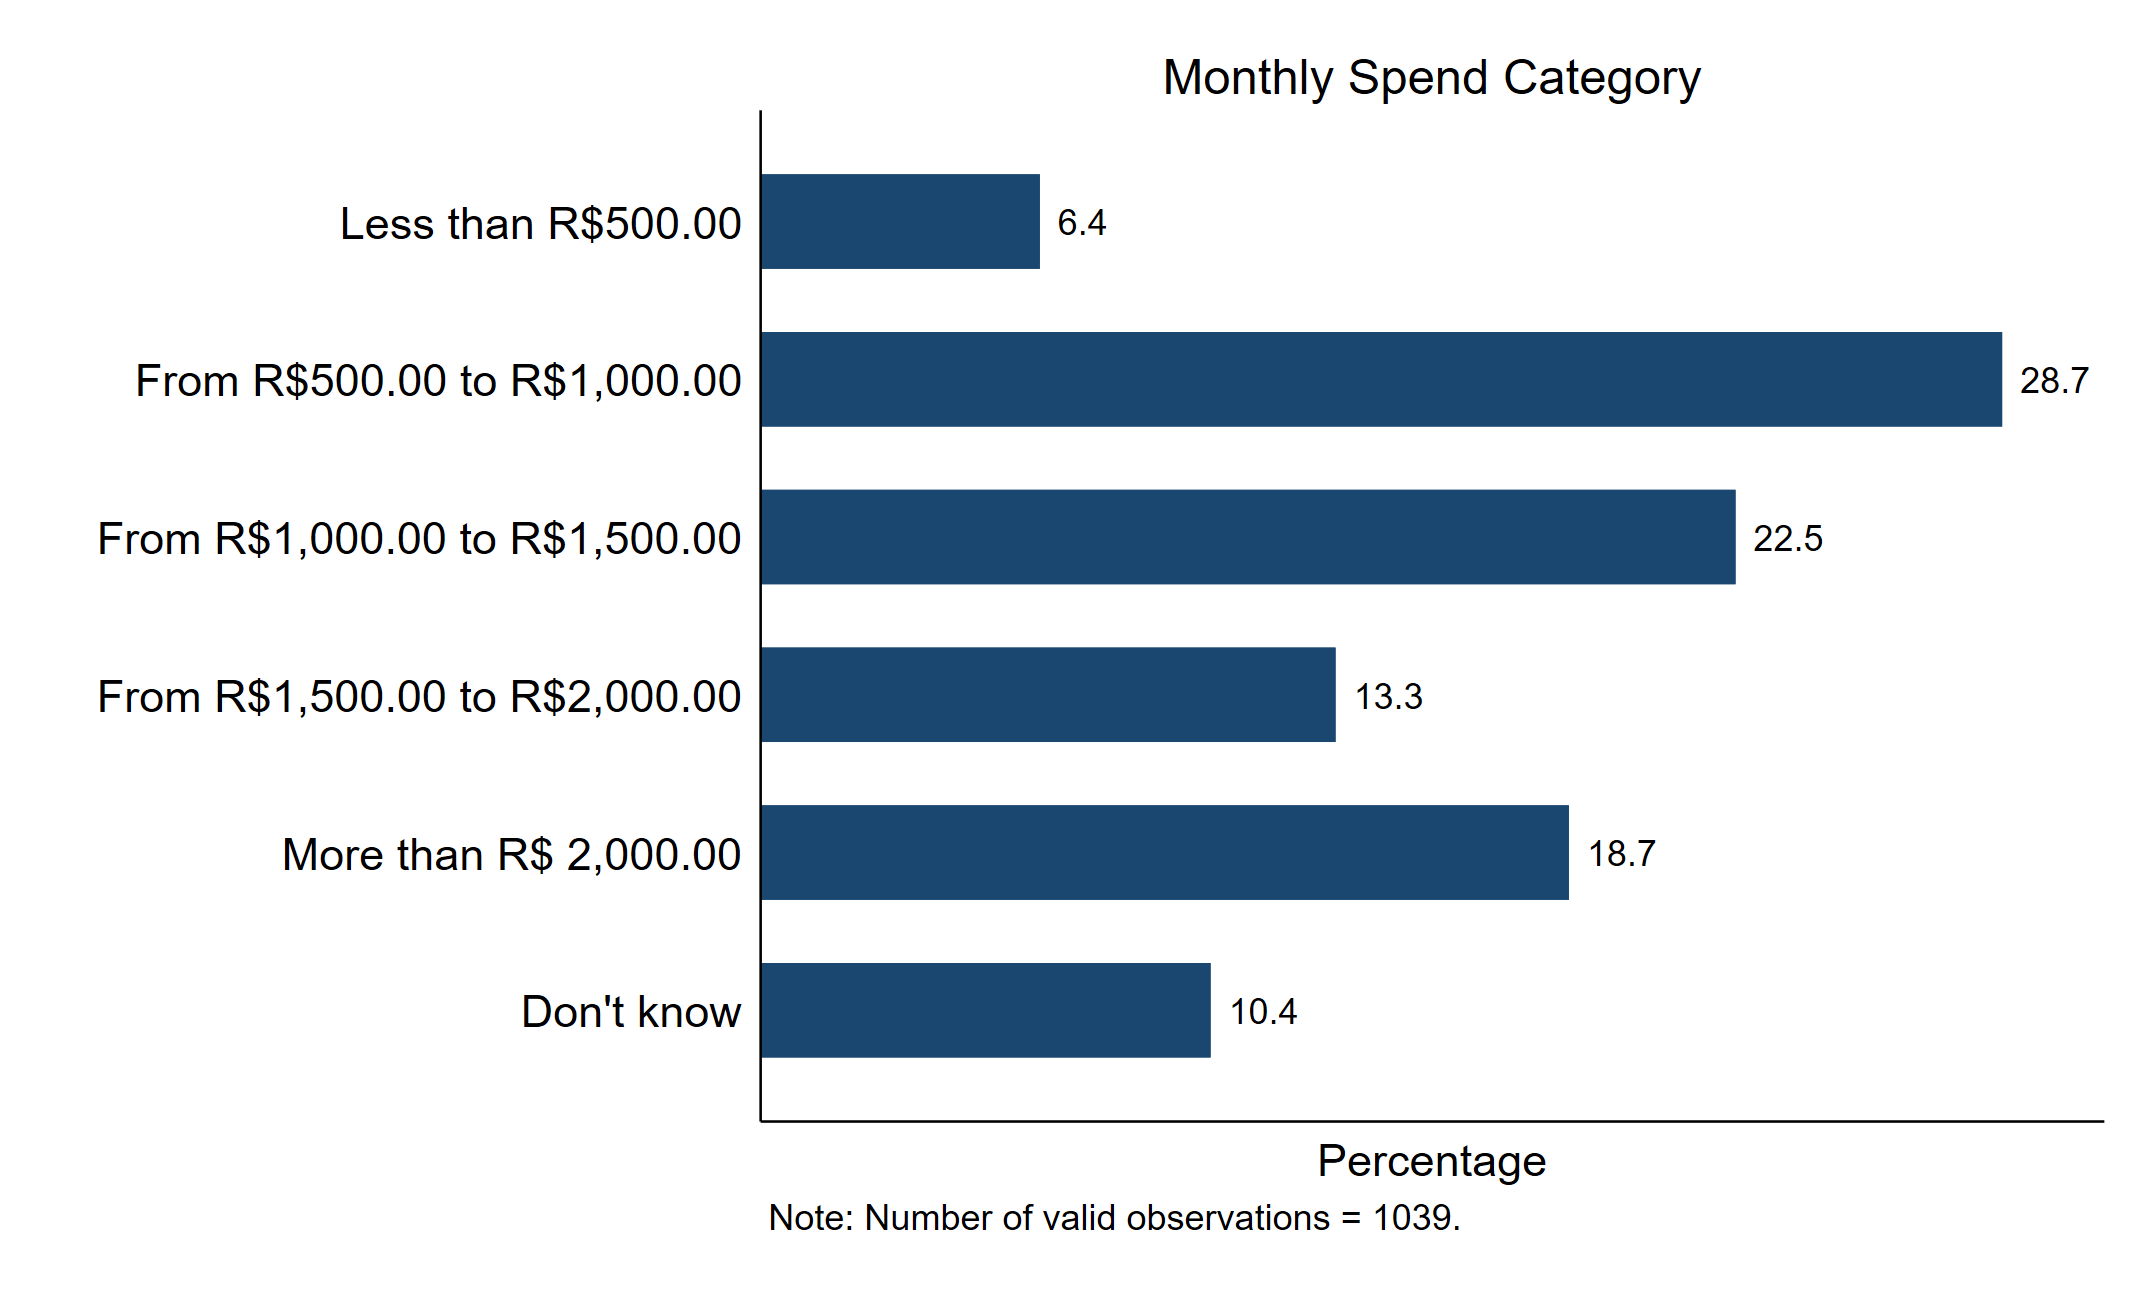 Monthly Spend Category
Less than R$500.00 6.4
From R$500.00 to R$1,000.00 28.7
From R$1,000.00 to R$1,500.00 22.5
From R$1,500.00 to R$2,000.00 13.3
More than R$ 2,000.00 18.7
Don't know 10.4
Percentage
Note: Number of valid observations = 1039.